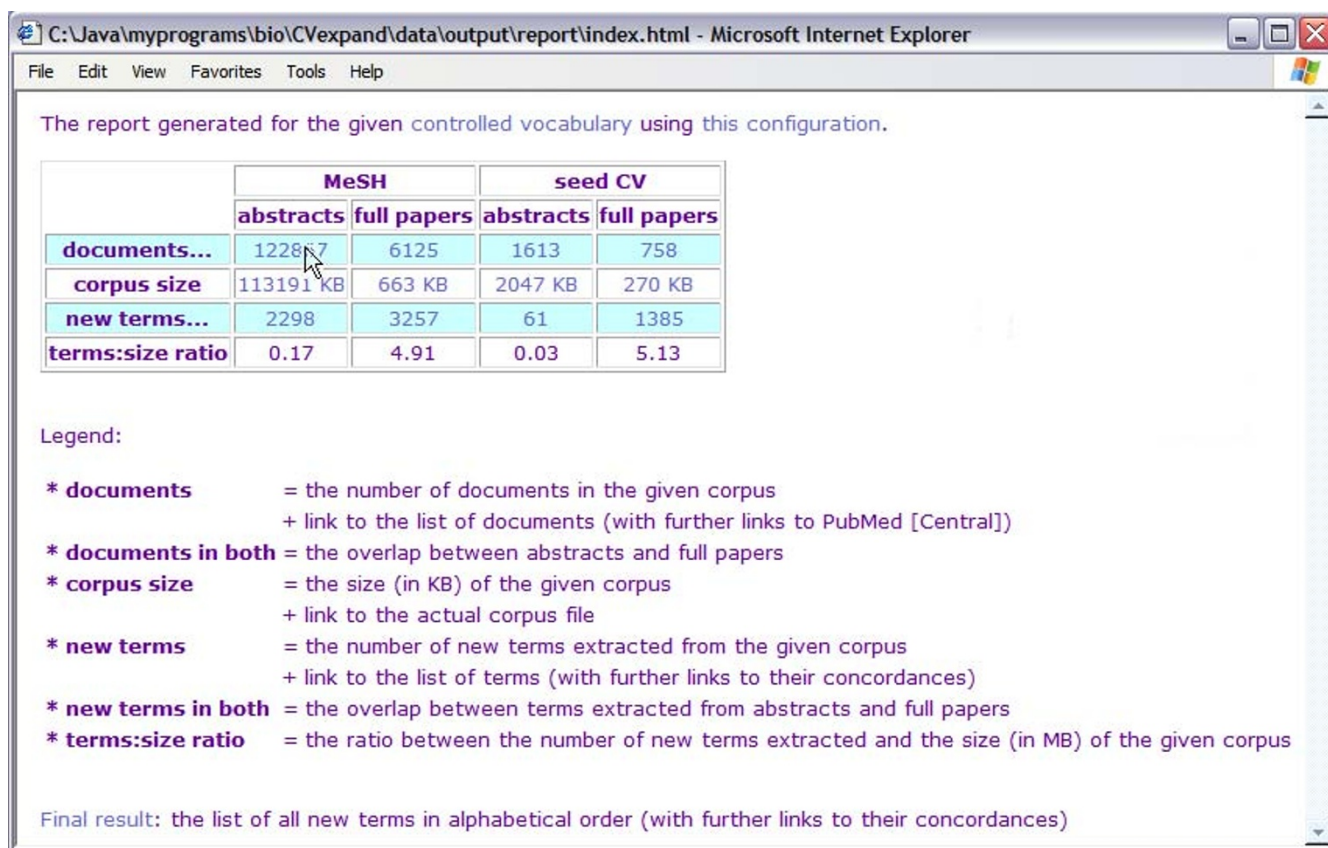 C:\Java\myprograms\bio\CVexpand\data\output\report\index.html - Microsoft Internet Explorer
File Edit View Favorites Tools Help
The report generated for the given controlled vocabulary using this configuration.
MeSH seed CV
abstracts full papers abstracts full papers
documents... 6125 1613 758
corpus size 113191 KB 663 KB 2047 KB 270 KB
new terms... 2298 3257 61 1385
terms:size ratio 0.17 4.91 0.03 5.13
Legend:
* documents = the number of documents in the given corpus
+ link to the list of documents (with further links to PubMed [Central])
* documents in both = the overlap between abstracts and full papers
* corpus size = the size (in KB) of the given corpus
+ link to the actual corpus file
* new terms = the number of new terms extracted from the given corpus
+ link to the list of terms (with further links to their concordances)
* new terms in both = the overlap between terms extracted from abstracts and full papers
* terms:size ratio = the ratio between the number of new terms extracted and the size (in MB) of the given corpus
Final result: the list of all new terms in alphabetical order (with further links to their concordances)